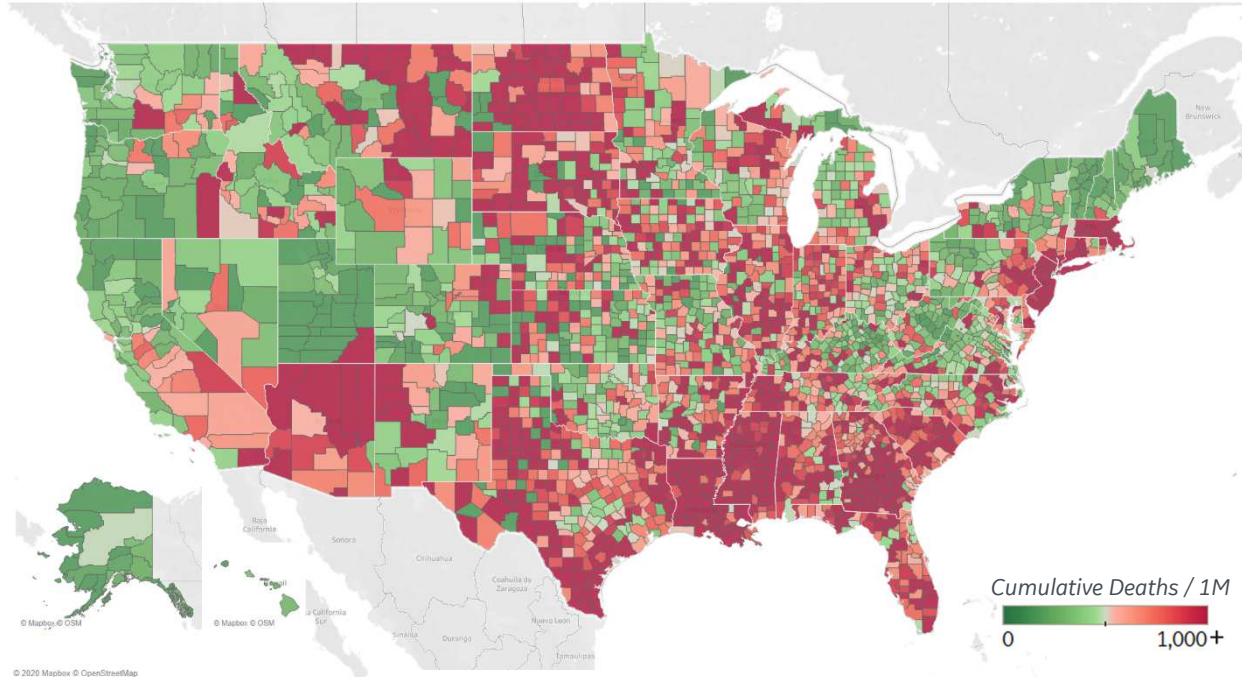 New
Brunswick
Baja
California
Sonora
Chihuahua
Coahuila de
Zaragoza
Nuevo León
Tamaulipas
Durango
Sinaloa
a California
Sur
© Mapbox © OSM
© Mapbox © OSM
Cumulative Deaths / 1M
0
1,000+
© 2020 Mapbox © OpenStreetMap